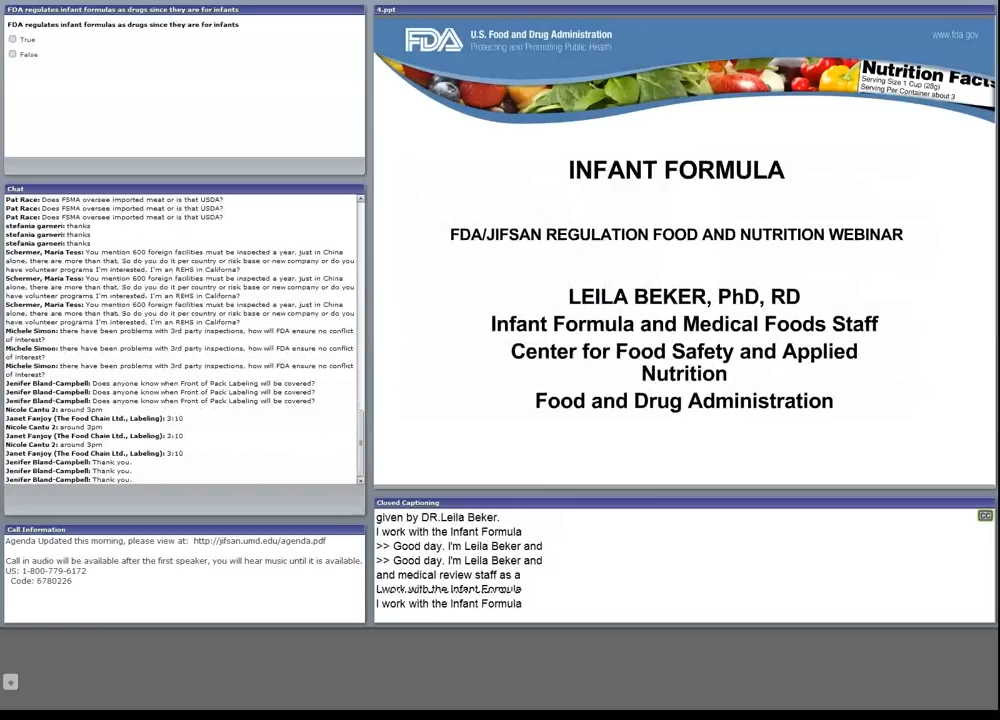 FDA regulates infant formulas as drugs since they are for infants
FDA regulates infant formulas as drugs since they are for infants
True
False
Chat
Pat Race: Does FSMA oversee imported meat or is that USDA?
Pat Race: Does FSMA oversee imported meat or is that USDA?
Pat Race: Does FSMA oversee imported meat or is that USDA?
stefania garneri: thanks
stefania garneri: thanks
stefania garneri: thanks
Schermer, Maria Tess: You mention 600 foreign facilities must be inspected a year, just in China
alone, there are more than that. So do you do it per country or risk base or new company or do you
have volunteer programs I'm interested. I'm an REHS in Californa?
Schermer, Maria Tess: You mention 600 foreign facilities must be inspected a year, just in China
alone, there are more than that. So do you do it per country or risk base or new company or do you
have volunteer programs I'm interested. I'm an REHS in Californa?
Schermer, Maria Tess: You mention 600 foreign facilities must be inspected a year, just in China
alone, there are more than that. So do you do it per country or risk base or new company or do you
have volunteer programs I'm interested. I'm an REHS in Californa?
Michele Simon: there have been problems with 3rd party inspections, how will FDA ensure no conflict
of interest?
Michele Simon: there have been problems with 3rd party inspections, how will FDA ensure no conflict
of interest?
Michele Simon: there have been problems with 3rd party inspections, how will FDA ensure no conflict
of interest?
Jenifer Bland-Campbell: Does anyone know when Front of Pack Labeling will be covered?
Jenifer Bland-Campbell: Does anyone know when Front of Pack Labeling will be covered?
Jenifer Bland-Campbell: Does anyone know when Front of Pack Labeling will be covered?
Nicole Cantu 2: around 3pm
Janet Fanjoy (The Food Chain Ltd., Labeling): 3:10
Nicole Cantu 2: around 3pm
Janet Fanjoy (The Food Chain Ltd., Labeling): 3:10
Nicole Cantu 2: around 3pm
Janet Fanjoy (The Food Chain Ltd., Labeling): 3:10
Jenifer Bland-Campbell: Thank you.
Jenifer Bland-Campbell: Thank you.
Jenifer Bland-Campbell: Thank you.
Call Information
Agenda Updated this morning, please view at: http://jifsan.umd.edu/agenda.pdf
Call in audio will be available after the first speaker, you will hear music until it is available.
US: 1-800-779-6172
Code: 6780226
4.ppt
FDA
U.S. Food and Drug Administration
Protecting and Promoting Public Health
www.fda.gov
Nutrition Facts
Serving Size 1 Cup (28g)
Serving Per Container about 3
INFANT FORMULA
FDA/JIFSAN REGULATION FOOD AND NUTRITION WEBINAR
LEILA BEKER, PhD, RD
Infant Formula and Medical Foods Staff
Center for Food Safety and Applied
Nutrition
Food and Drug Administration
Closed Captioning
CC
given by DR.Leila Beker.
I work with the Infant Formula
>> Good day. I'm Leila Beker and
>> Good day. I'm Leila Beker and
and medical review staff as a
I work with the Infant Formula
I work with the Infant Formula